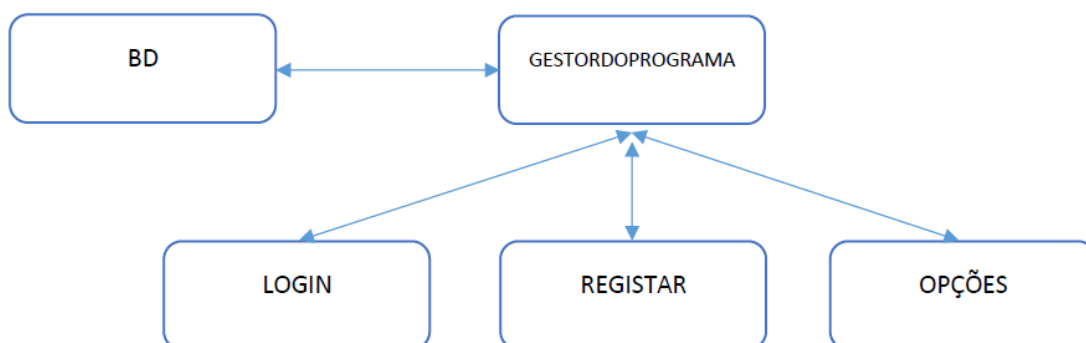 BD
GESTORDOPROGRAMA
LOGIN
REGISTAR
OPÇÕES